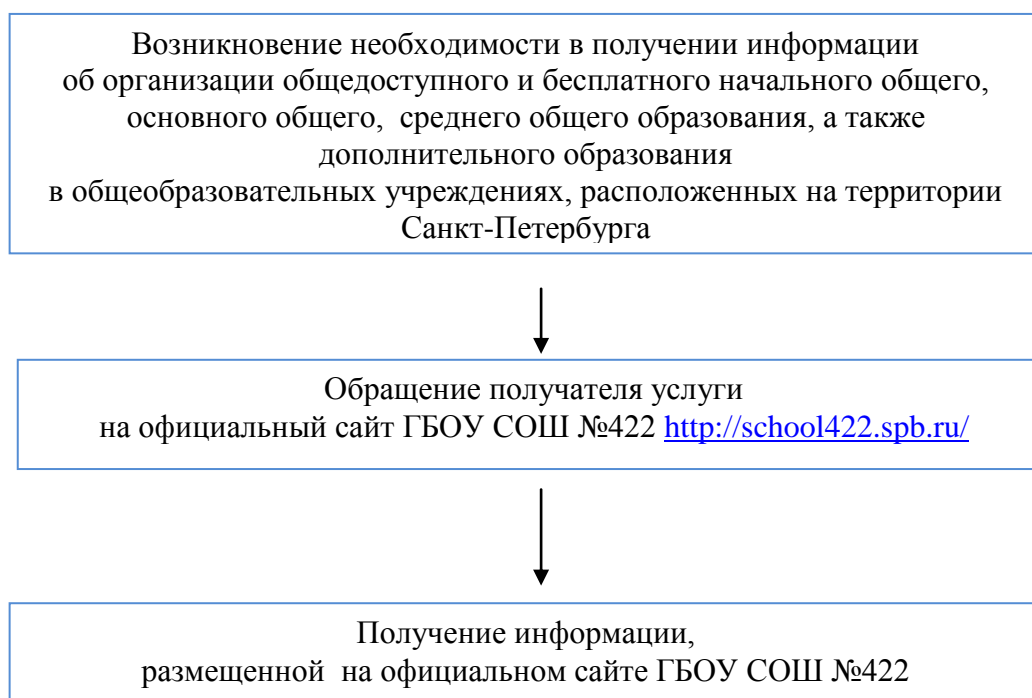 Возникновение необходимости в получении информации
об организации общедоступного и бесплатного начального общего,
основного общего,  среднего общего образования, а также
дополнительного образования
в общеобразовательных учреждениях, расположенных на территории
Санкт-Петербурга
Обращение получателя услуги
на официальный сайт ГБОУ СОШ №422 http://school422.spb.ru/
Получение информации,
размещенной  на официальном сайте ГБОУ СОШ №422